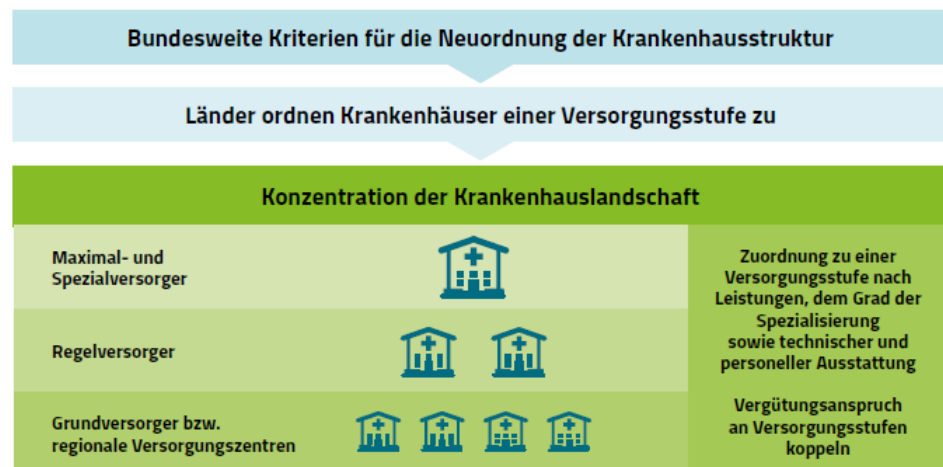 Bundesweite Kriterien für die Neuordnung der Krankenhausstruktur
Länder ordnen Krankenhäuser einer Versorgungsstufe zu
Konzentration der Krankenhauslandschaft
Maximal- und
Spezialversorger
Regelversorger
Grundversorger bzw.
regionale Versorgungszentren
Zuordnung zu einer
Versorgungsstufe nach
Leistungen, dem Grad der
Spezialisierung
sowie technischer und
personeller Ausstattung
Vergütungsanspruch
an Versorgungsstufen
koppeln